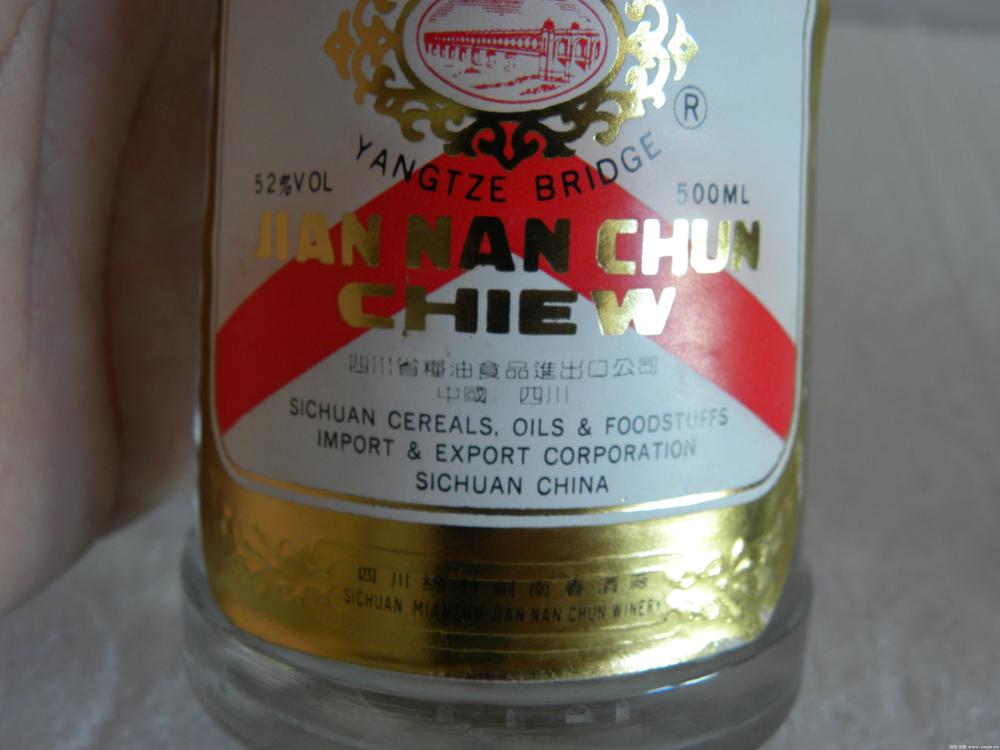 ®
YANGTZE BRIDGE
52%VOL 500ML
JIAN NAN CHUN
CHIEW
四川省糧油食品進出口公司
中國 四川
SICHUAN CEREALS, OILS & FOODSTUFFS
IMPORT & EXPORT CORPORATION
SICHUAN CHINA
四川綿竹劍南春酒廠
SICHUAN MIANZHU JIAN NAN CHUN WINERY